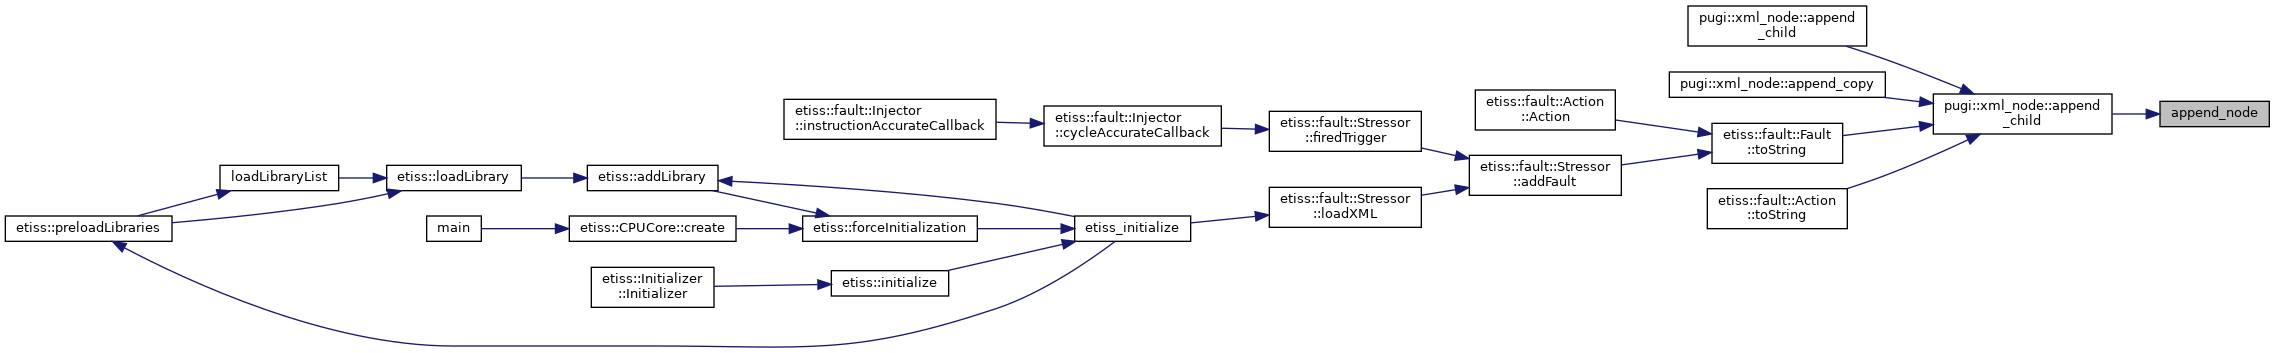 pugi::xml_node::append
_child
pugi::xml_node::append_copy
etiss::fault::Action
::Action
etiss::fault::Injector
::instructionAccurateCallback
etiss::fault::Injector
::cycleAccurateCallback
etiss::fault::Stressor
::firedTrigger
etiss::fault::Fault
::toString
pugi::xml_node::append
_child
append_node
loadLibraryList
etiss::loadLibrary
etiss::addLibrary
etiss::fault::Stressor
::addFault
etiss::fault::Stressor
::loadXML
etiss::fault::Action
::toString
etiss::preloadLibraries
main
etiss::CPUCore::create
etiss::forceInitialization
etiss_initialize
etiss::Initializer
::Initializer
etiss::initialize